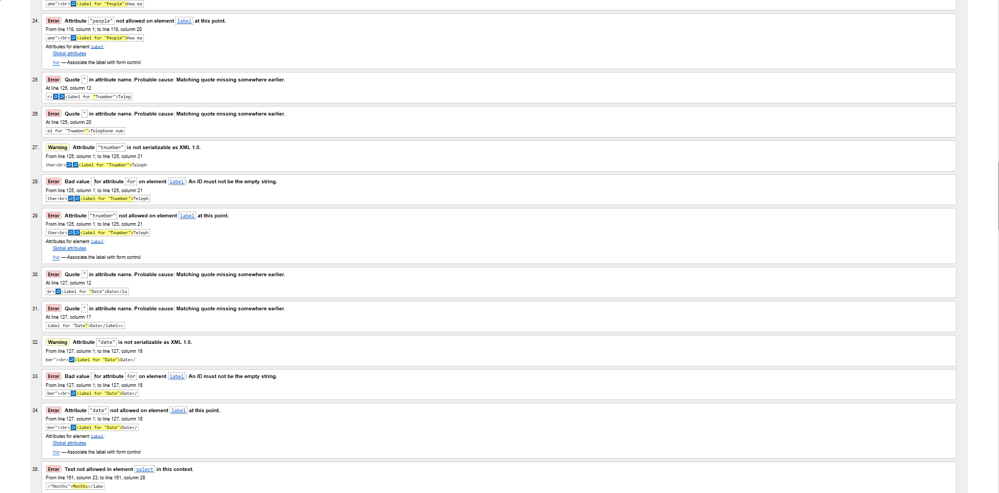 ame"><br>↩<label for "People">How ma
24. Error Attribute "people" not allowed on element label at this point.
From line 119, column 1; to line 119, column 20
ame"><br>↩<label for "People">How ma
Attributes for element label:
Global attributes
for — Associate the label with form control
25. Error Quote " in attribute name. Probable cause: Matching quote missing somewhere earlier.
At line 125, column 12
r>↩↩<label for "Tnumber">Telep
26. Error Quote " in attribute name. Probable cause: Matching quote missing somewhere earlier.
At line 125, column 20
el for "Tnumber">Telephone num
27. Warning Attribute "tnumber" is not serializable as XML 1.0.
From line 125, column 1; to line 125, column 21
ther<br>↩↩<label for "Tnumber">Teleph
28. Error Bad value for attribute for on element label: An ID must not be the empty string.
From line 125, column 1; to line 125, column 21
ther<br>↩↩<label for "Tnumber">Teleph
29. Error Attribute "tnumber" not allowed on element label at this point.
From line 125, column 1; to line 125, column 21
ther<br>↩↩<label for "Tnumber">Teleph
Attributes for element label:
Global attributes
for — Associate the label with form control
30. Error Quote " in attribute name. Probable cause: Matching quote missing somewhere earlier.
At line 127, column 12
br>↩<label for "Date">Date</la
31. Error Quote " in attribute name. Probable cause: Matching quote missing somewhere earlier.
At line 127, column 17
label for "Date">Date</label><
32. Warning Attribute "date" is not serializable as XML 1.0.
From line 127, column 1; to line 127, column 18
ber"><br>↩<label for "Date">Date</
33. Error Bad value for attribute for on element label: An ID must not be the empty string.
From line 127, column 1; to line 127, column 18
ber"><br>↩<label for "Date">Date</
34. Error Attribute "date" not allowed on element label at this point.
From line 127, column 1; to line 127, column 18
ber"><br>↩<label for "Date">Date</
Attributes for element label:
Global attributes
for — Associate the label with form control
35. Error Text not allowed in element select in this context.
From line 161, column 23; to line 161, column 28
="Months">Months</labe